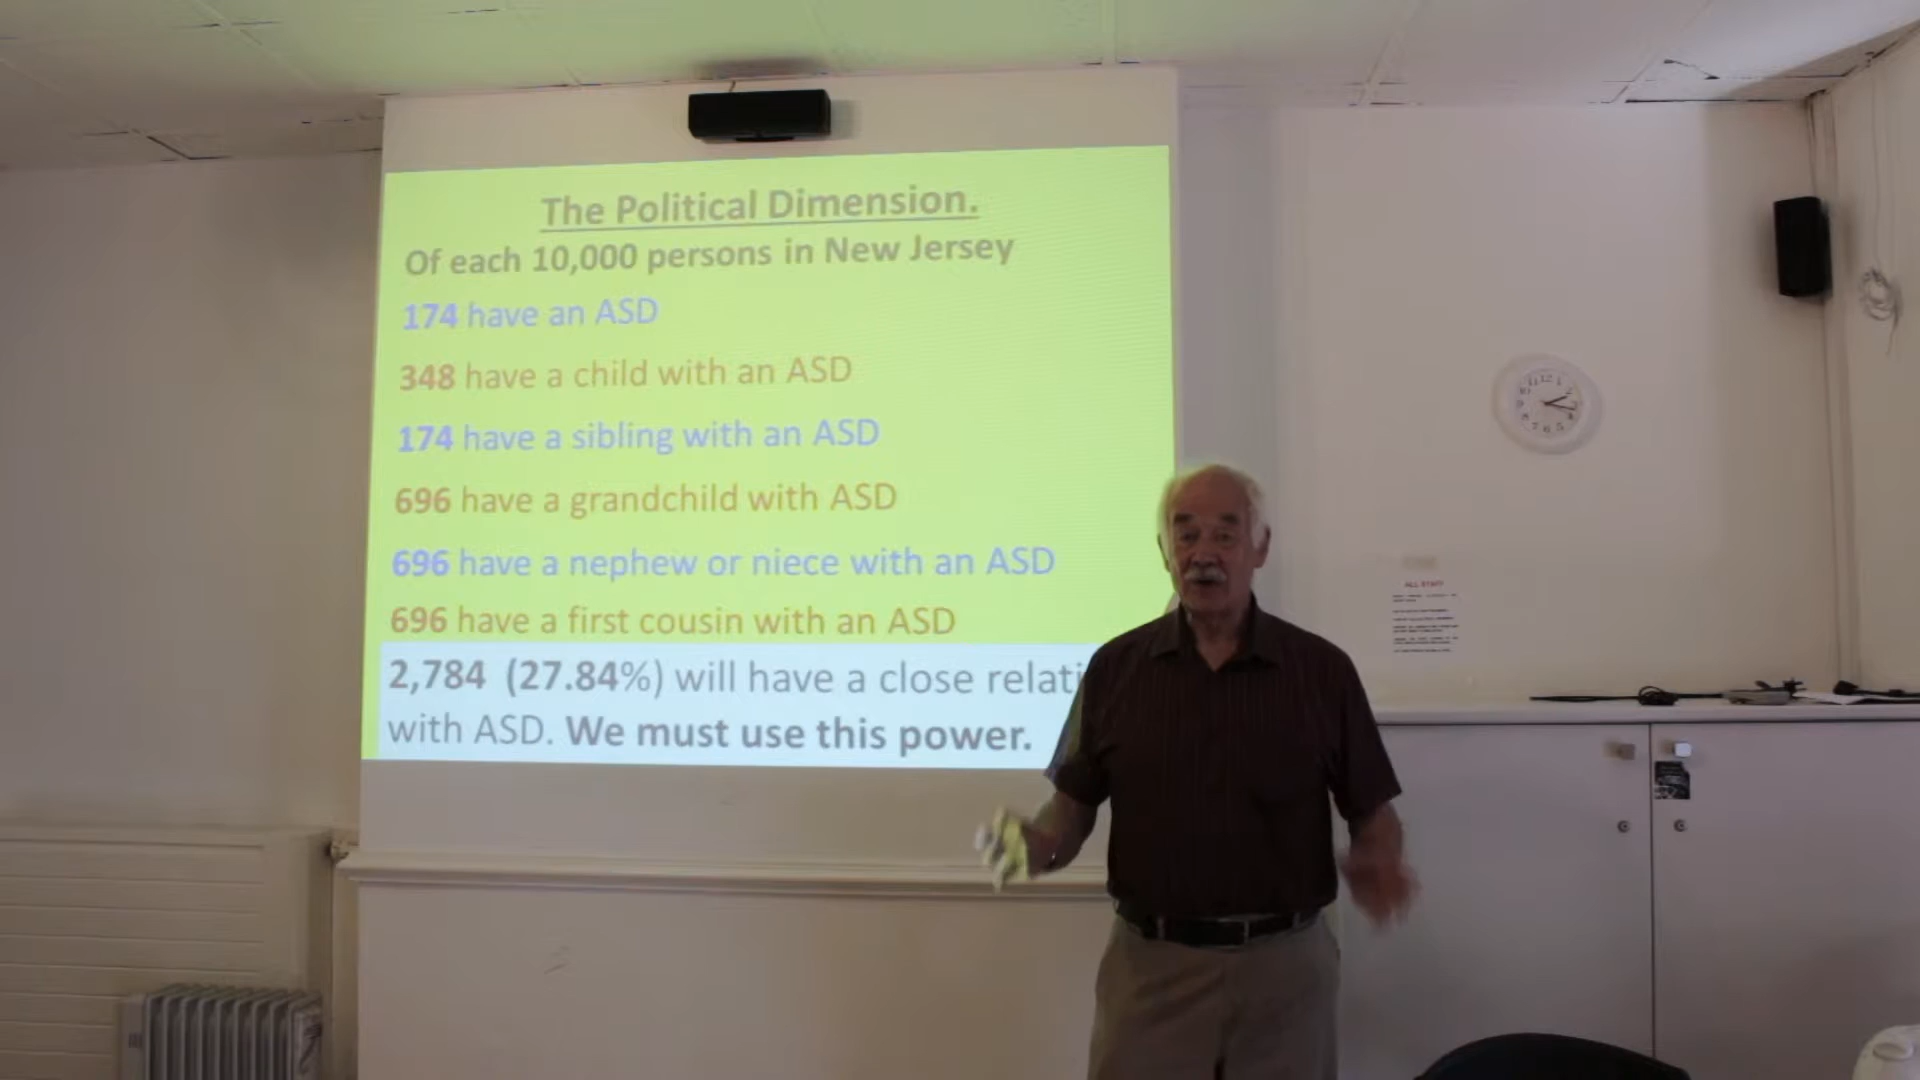 The Political Dimension.
Of each 10,000 persons in New Jersey
174 have an ASD
348 have a child with an ASD
174 have a sibling with an ASD
696 have a grandchild with ASD
696 have a nephew or niece with an ASD
696 have a first cousin with an ASD
2,784 (27.84%) will have a close relati
with ASD. We must use this power.
ALL STAFF